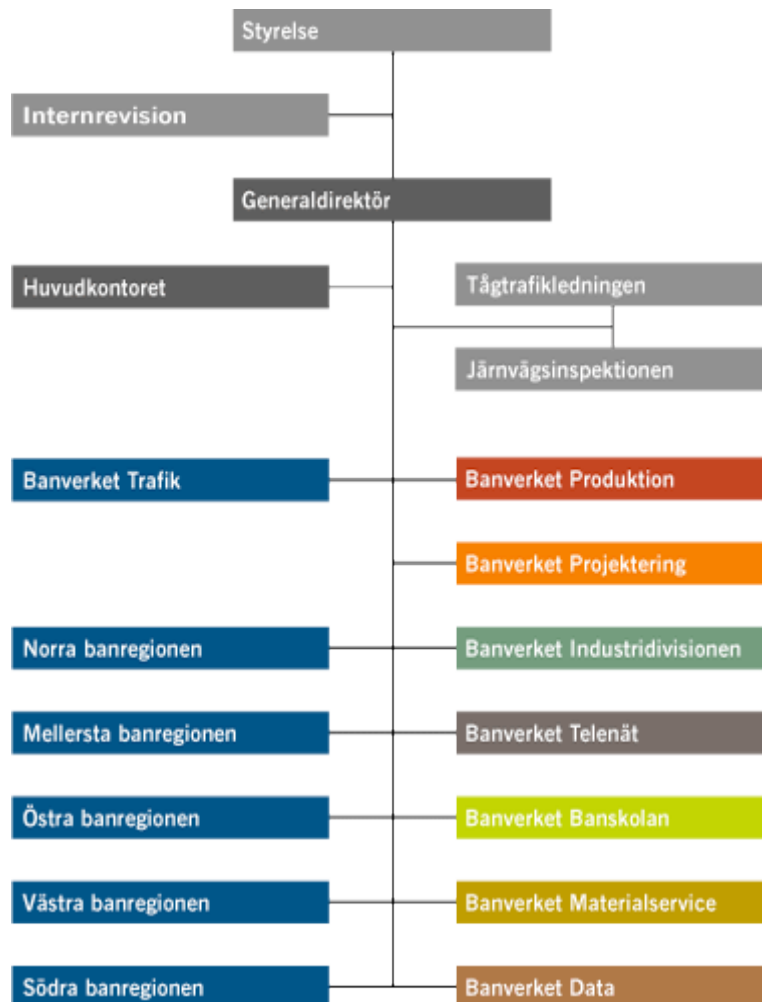 Styrelse
Internrevision
Generaldirektör
Huvudkontoret
Tågtrafikledningen
Järnvägsinspektionen
Banverket Trafik
Banverket Produktion
Banverket Projektering
Norra banregionen
Banverket Industridivisionen
Mellersta banregionen
Banverket Telenät
Östra banregionen
Banverket Banskolan
Västra banregionen
Banverket Materialservice
Södra banregionen
Banverket Data